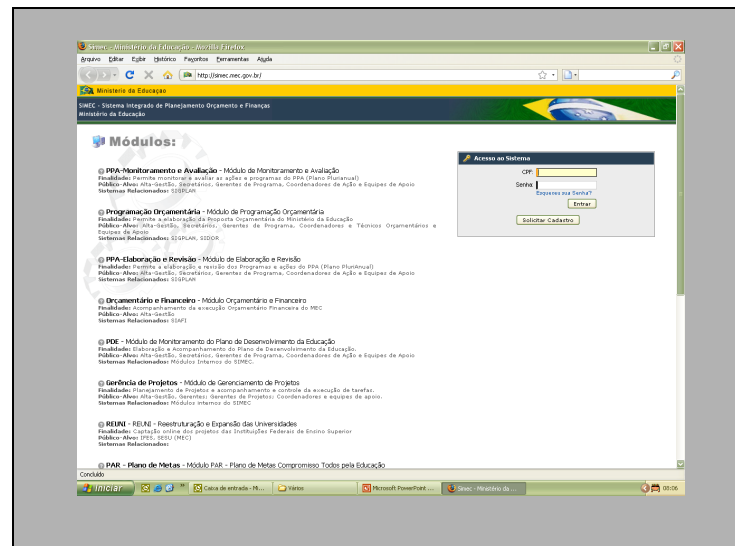 Simec - Ministério da Educação - Mozilla Firefox
Arquivo Editar Exibir Histórico Favoritos Ferramentas Ajuda
http://simec.mec.gov.br/
Ministério da Educação
SIMEC - Sistema Integrado de Planejamento Orçamento e Finanças
Ministério da Educação
Módulos:
PPA-Monitoramento e Avaliação - Módulo de Monitoramento e Avaliação
Finalidade: Permite monitorar e avaliar as ações e programas do PPA (Plano Plurianual)
Público-Alvo: Alta-Gestão, Secretários, Gerentes de Programa, Coordenadores de Ação e Equipes de Apoio
Sistemas Relacionados: SIGPLAN
Programação Orçamentária - Módulo de Programação Orçamentária
Finalidade: Permite a elaboração da Proposta Orçamentária do Ministério da Educação
Público-Alvo: Alta-Gestão, Secretários, Gerentes de Programa, Coordenadores e Técnicos Orçamentários e
Equipes de Apoio
Sistemas Relacionados: SIGPLAN, SIDOR
PPA-Elaboração e Revisão - Módulo de Elaboração e Revisão
Finalidade: Permite a elaboração e revisão dos Programas e ações do PPA (Plano PluriAnual)
Público-Alvo: Alta-Gestão, Secretários, Gerentes de Programa, Coordenadores de Ação e Equipes de Apoio
Sistemas Relacionados: SIGPLAN
Orçamentário e Financeiro - Módulo Orçamentário e Financeiro
Finalidade: Acompanhamento da execução Orçamentário Financeira do MEC
Público-Alvo: Alta-Gestão
Sistemas Relacionados: SIAFI
PDE - Módulo de Monitoramento do Plano de Desenvolvimento da Educação
Finalidade: Elaboração e Acompanhamento do Plano de Desenvolvimento da Educação.
Público-Alvo: Alta-Gestão, Secretários, Gerentes de Programa, Coordenadores de Ação e Equipes de Apoio
Sistemas Relacionados: Módulos Internos do SIMEC.
Gerência de Projetos - Módulo de Gerenciamento de Projetos
Finalidade: Planejamento de Projetos e acompanhamento e controle da execução de tarefas.
Público-Alvo: Alta-Gestão, Gerentes; Gerentes de Projetos; Coordenadores e equipes de apoio.
Sistemas Relacionados: Módulos internos do SIMEC
REUNI - REUNI - Reestruturação e Expansão das Universidades
Finalidade: Captação online dos projetos das Instituições Federais de Ensino Superior
Público-Alvo: IFES, SESU (MEC)
Sistemas Relacionados:
PAR - Plano de Metas - Módulo PAR - Plano de Metas Compromisso Todos pela Educação
Acesso ao Sistema
CPF:
Senha:
Esqueceu sua Senha?
Entrar
Solicitar Cadastro
Concluído
Iniciar
Caixa de entrada - Mi...
Vários
Microsoft PowerPoint ...
Simec - Ministério da ...
08:06